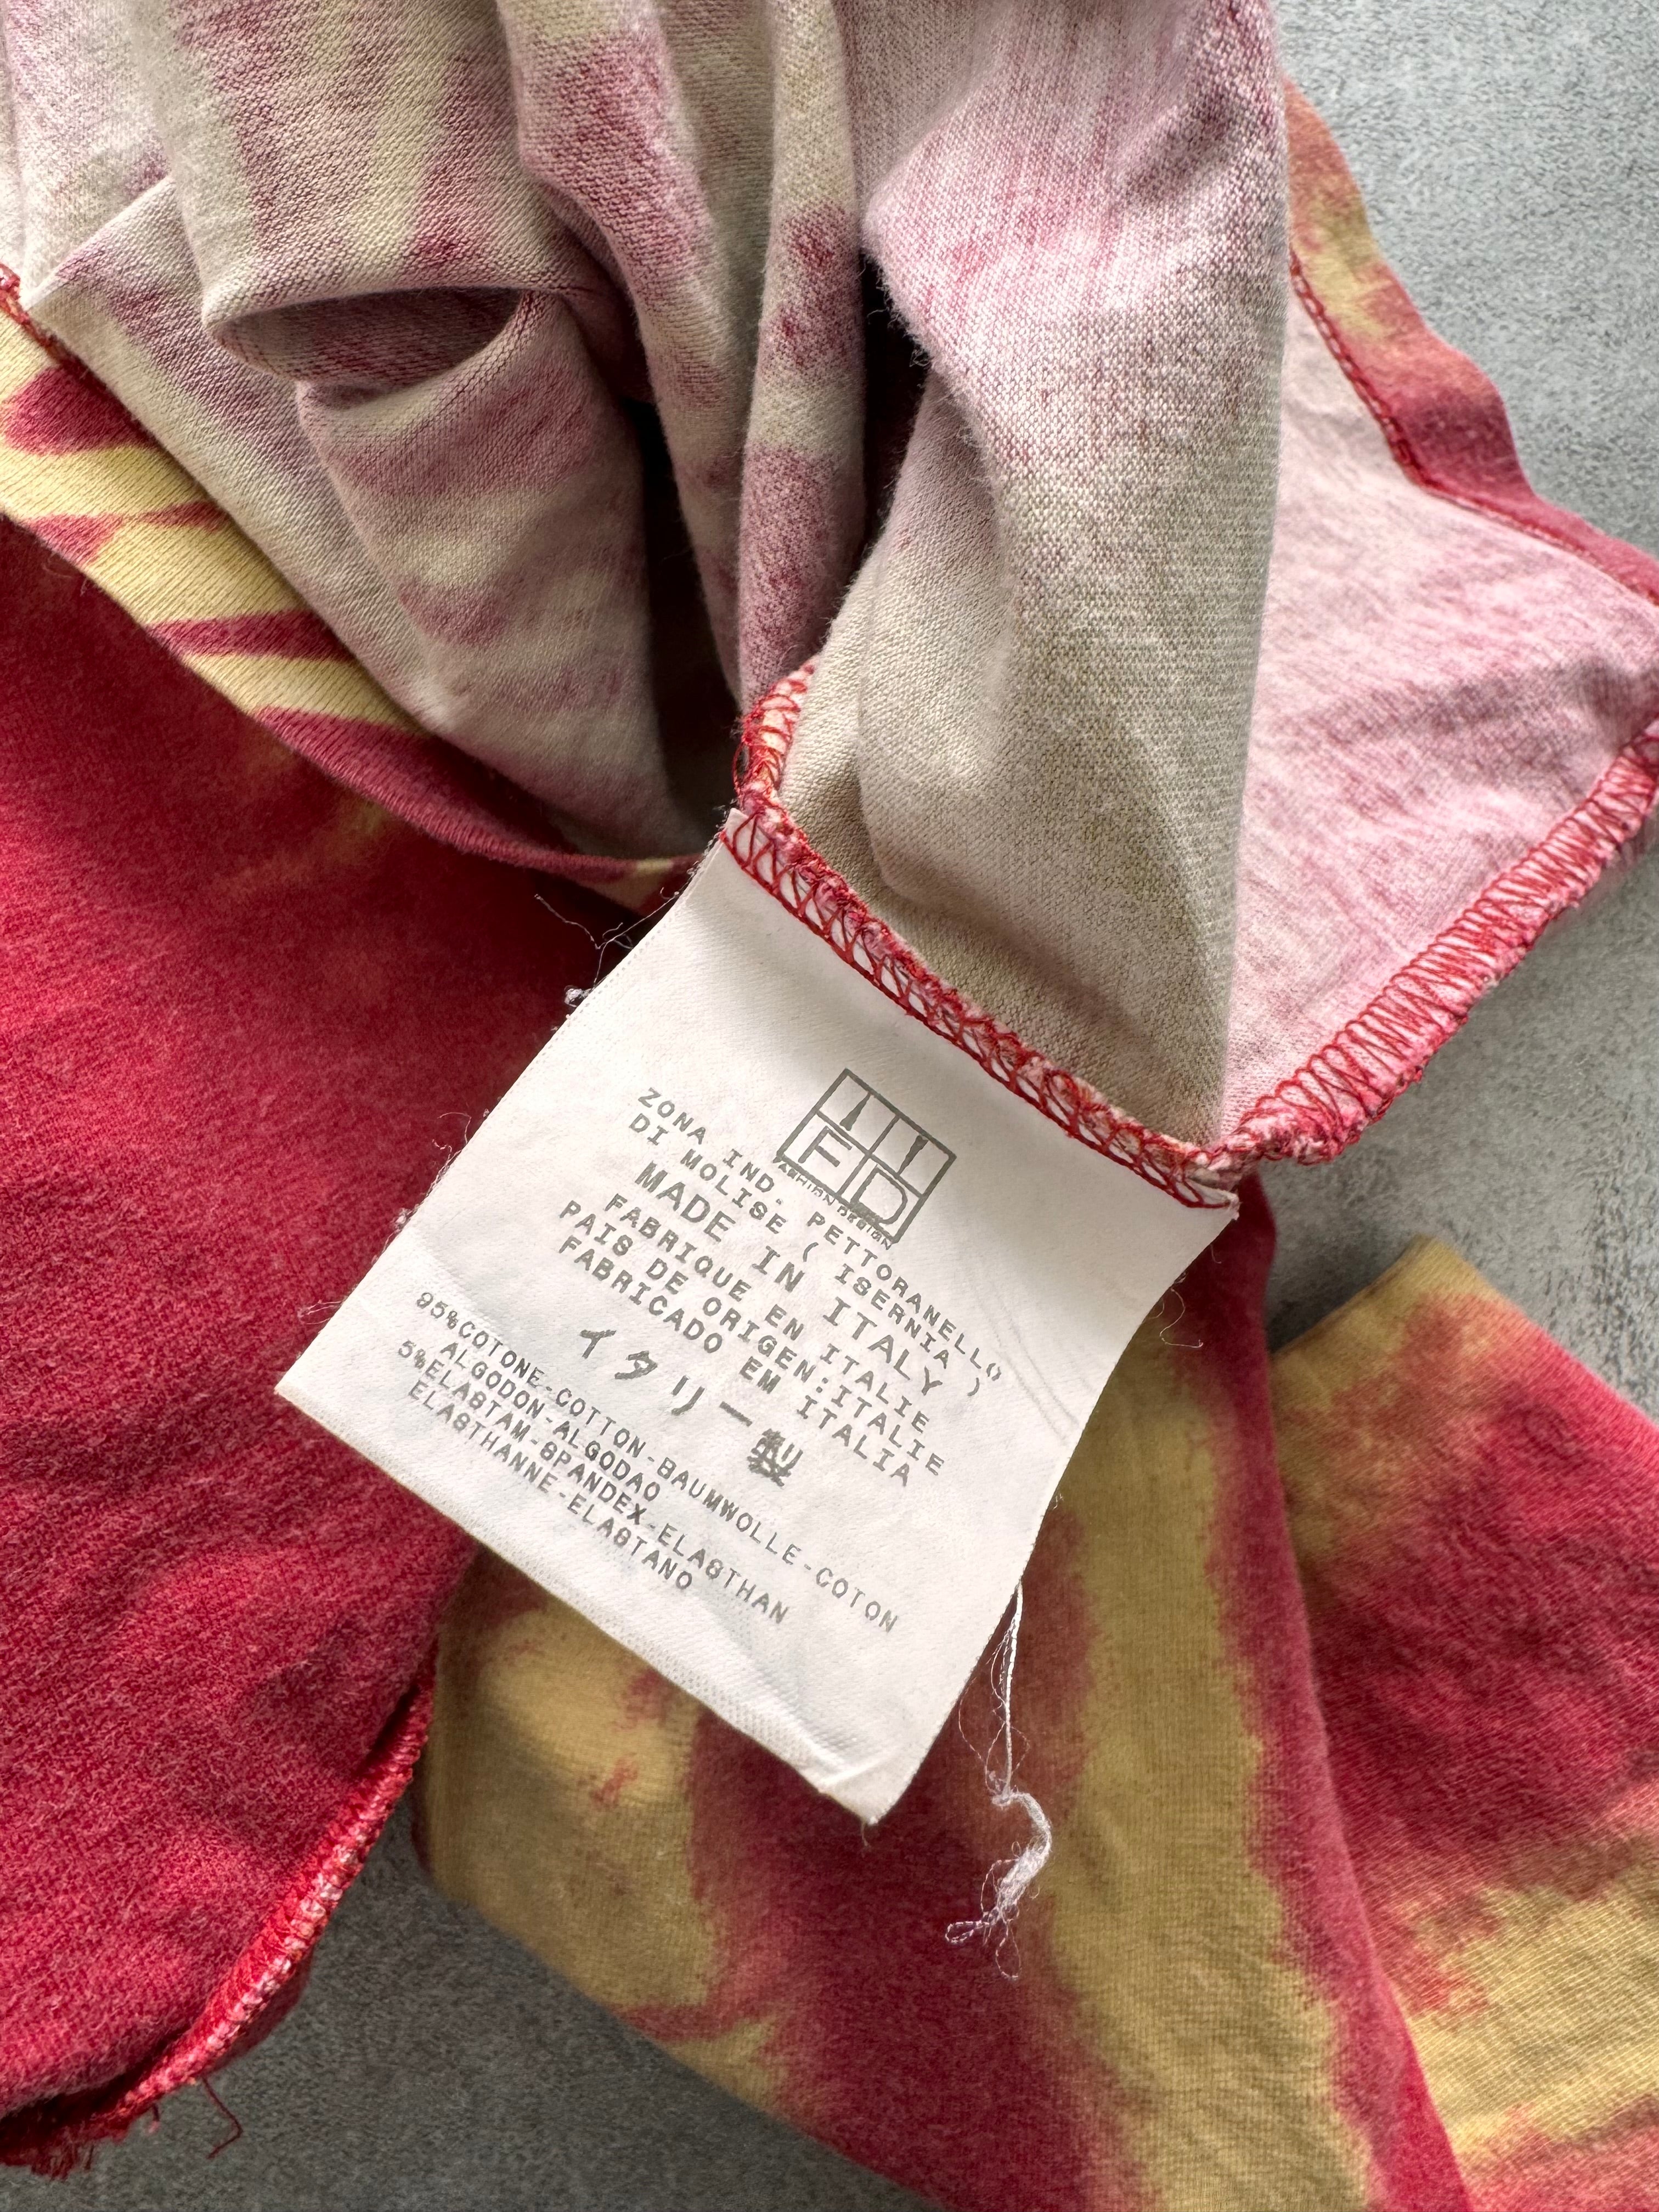 FD
FASHION DESIGN
ZONA IND. PETTORANELLO
DI MOLISE ( ISERNIA )
MADE IN ITALY
FABRIQUE EN ITALIE
PAIS DE ORIGEN:ITALIE
FABRICADO EM ITALIA
イタリー製
95%COTONE-COTTON-BAUMWOLLE-COTON
ALGODON-ALGODAO
5%ELASTAM-SPANDEX-ELASTHAN
ELASTHANNE-ELASTANO